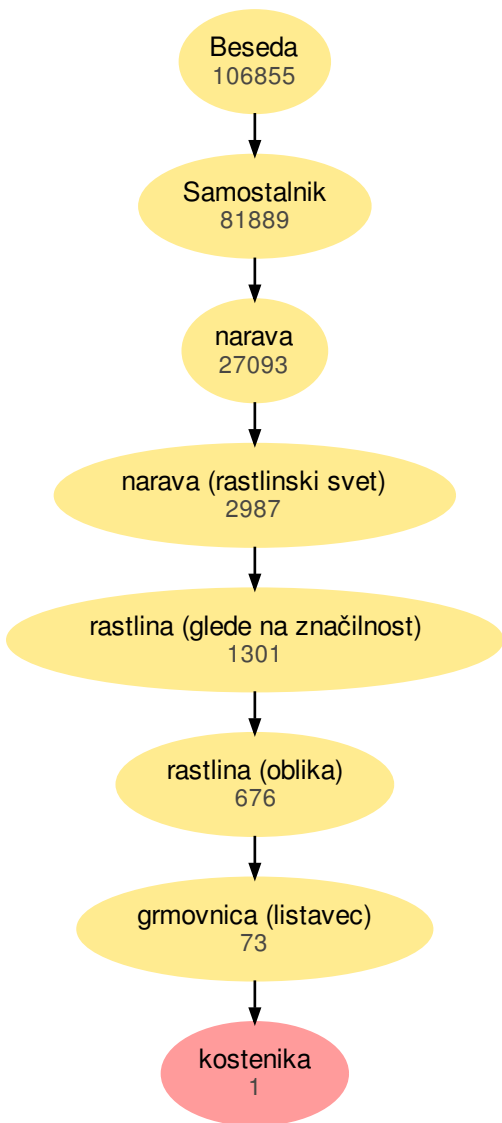 Beseda
106855
Samostalnik
81889
narava
27093
narava (rastlinski svet)
2987
rastlina (glede na značilnost)
1301
rastlina (oblika)
676
grmovnica (listavec)
73
kostenika
1